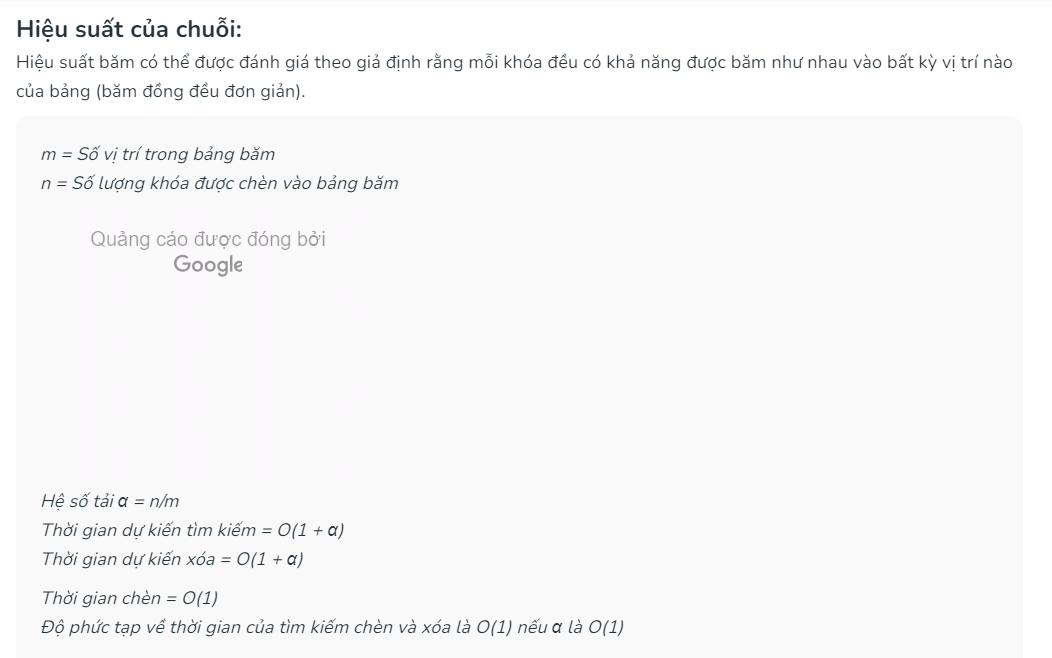 Hiệu suất của chuỗi:
Hiệu suất băm có thể được đánh giá theo giả định rằng mỗi khóa đều có khả năng được băm như nhau vào bất kỳ vị trí nào
của bảng (băm đồng đều đơn giản).
m = Số vị trí trong bảng băm
n = Số lượng khóa được chèn vào bảng băm
Quảng cáo được đóng bởi
Google
Hệ số tải α = n/m
Thời gian dự kiến tìm kiếm = O(1 + α)
Thời gian dự kiến xóa = O(1 + α)
Thời gian chèn = O(1)
Độ phức tạp về thời gian của tìm kiếm chèn và xóa là O(1) nếu α là O(1)